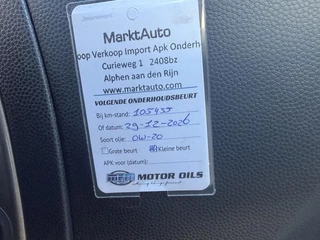 MarktAuto
oop Verkoop Import Apk Onderh
Curieweg 1 2408bz
Alphen aan den Rijn
www.marktauto.com
VOLGENDE ONDERHOUDSBEURT
Bij km-stand: 105435
Of datum: 29-12-2026
Soort olie: 0W-20
Grote beurt Kleine beurt
APK voor (datum):
MOTOR OILS